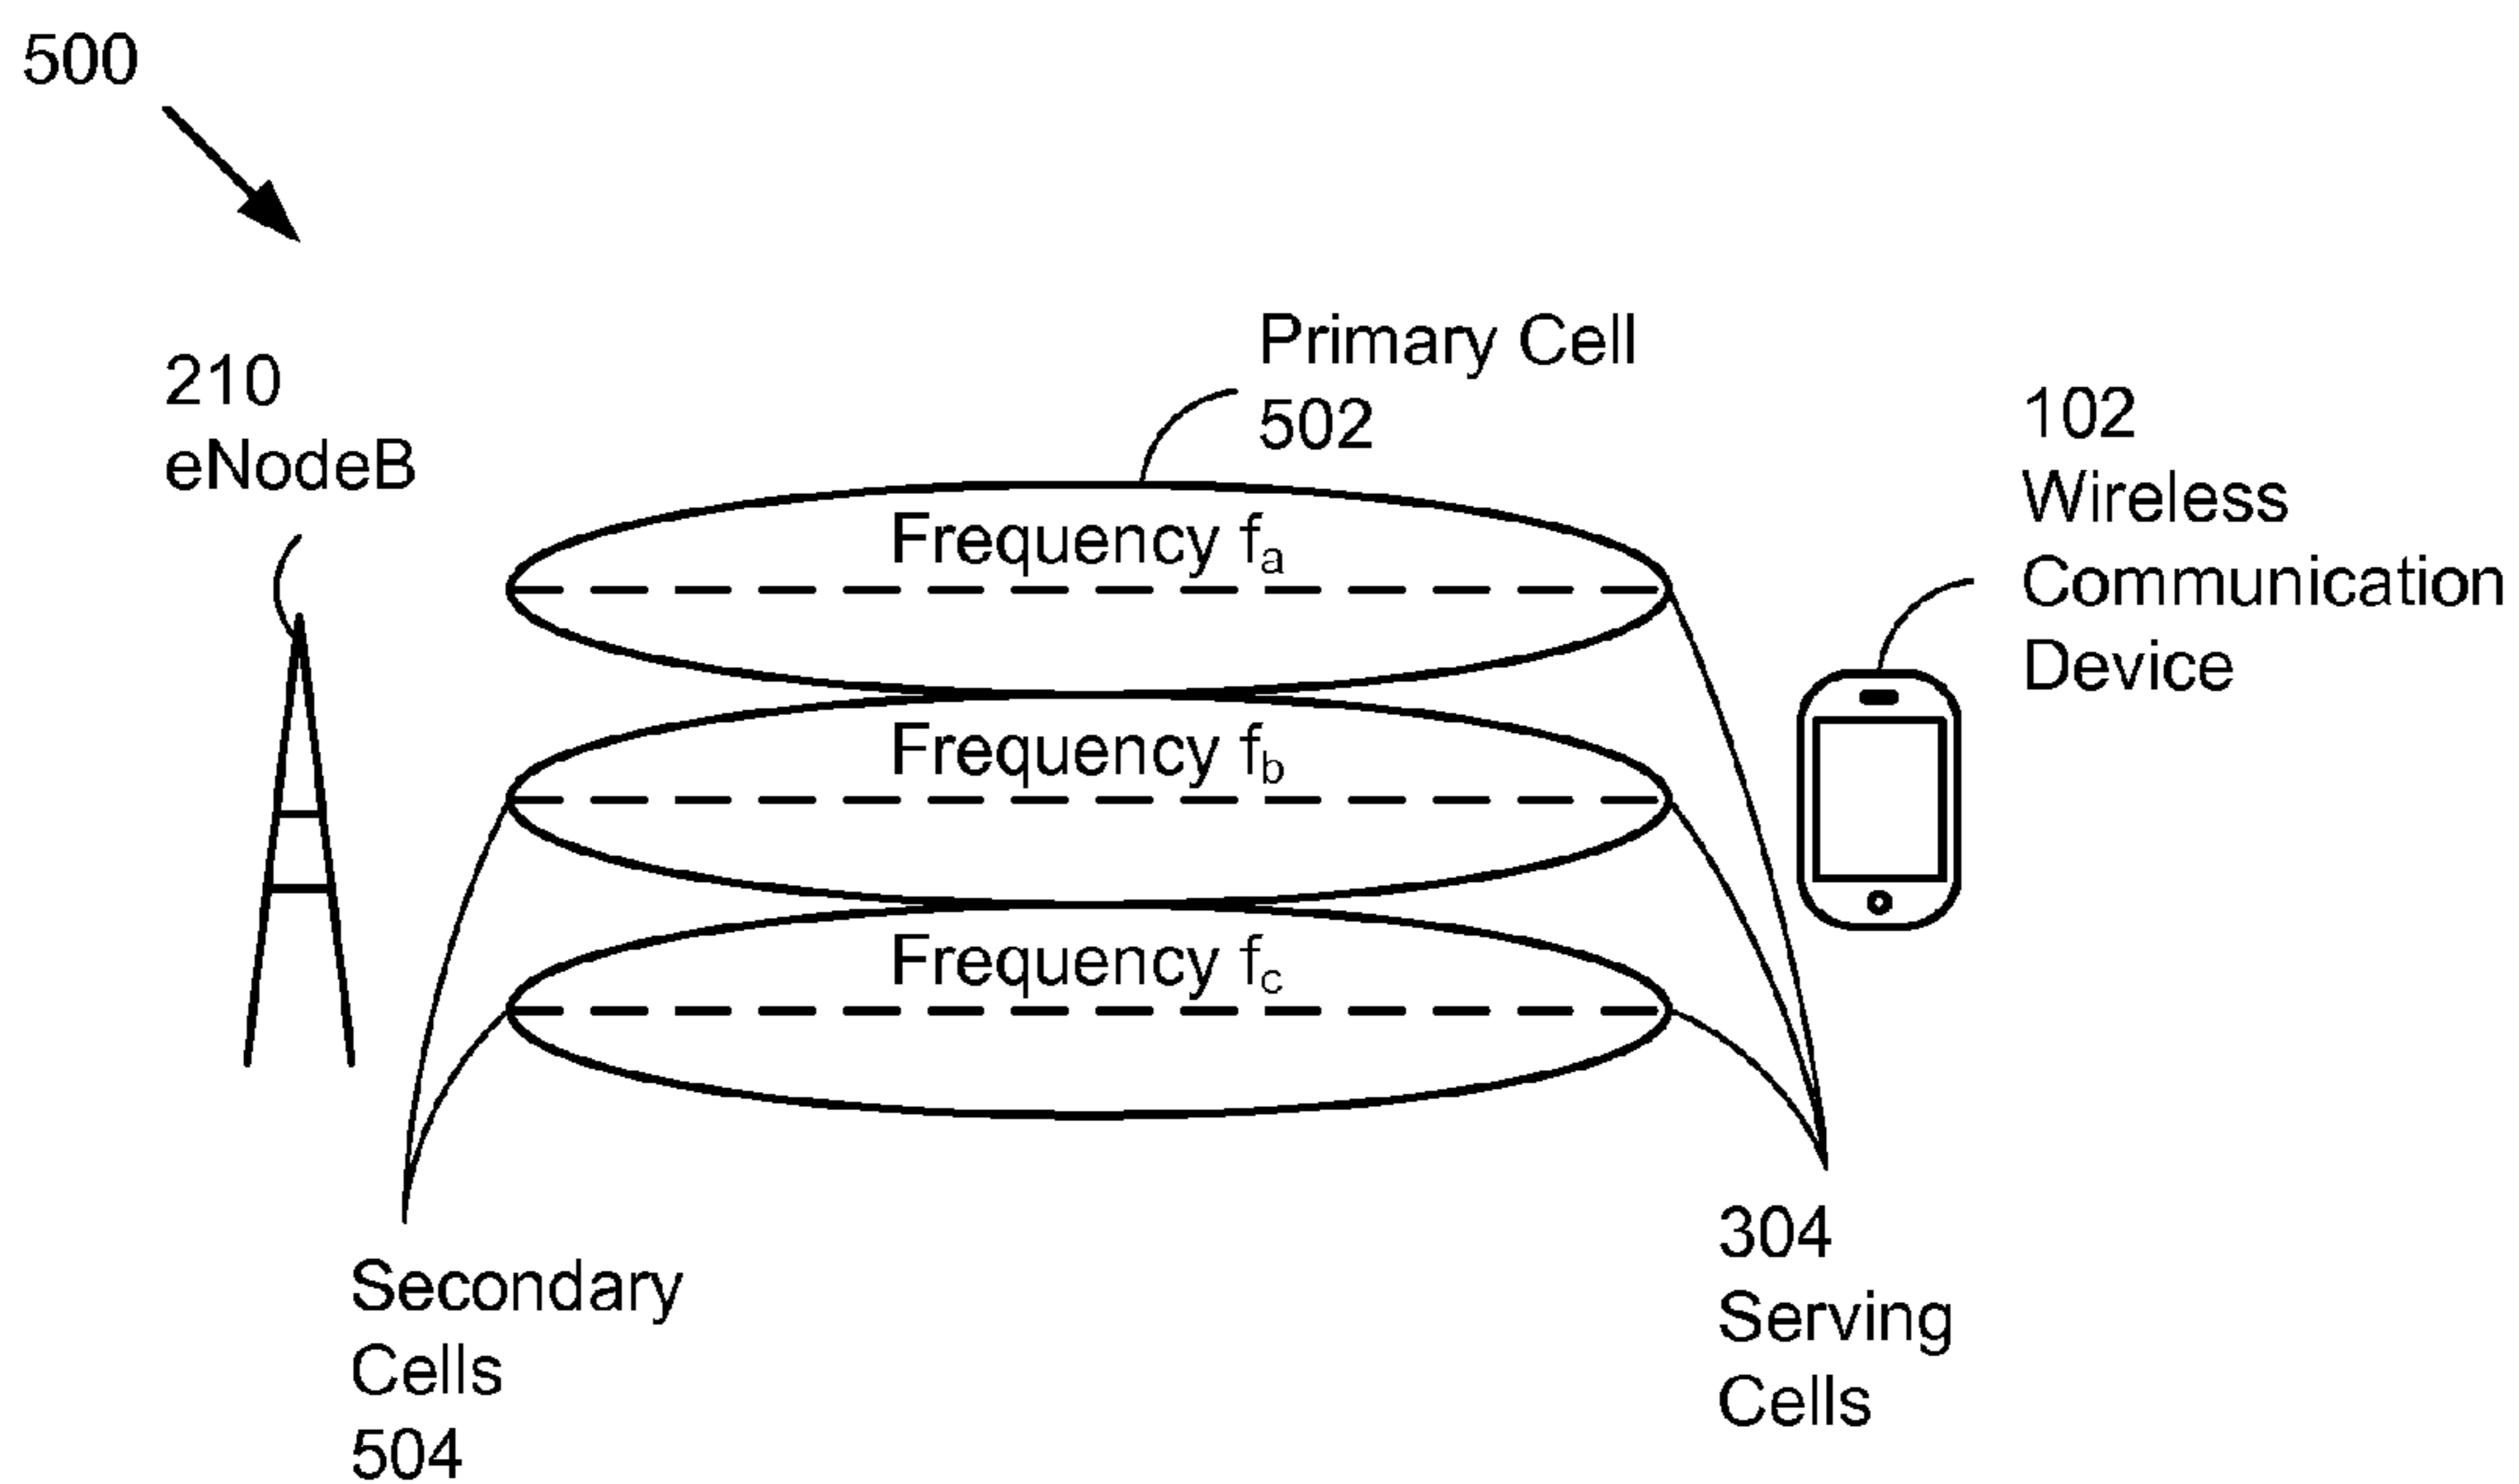 500
210
eNodeB
Primary Cell
502
102
Wireless
Communication
Device
Frequency fa
Frequency fb
Frequency fc
304
Serving
Cells
Secondary
Cells
504